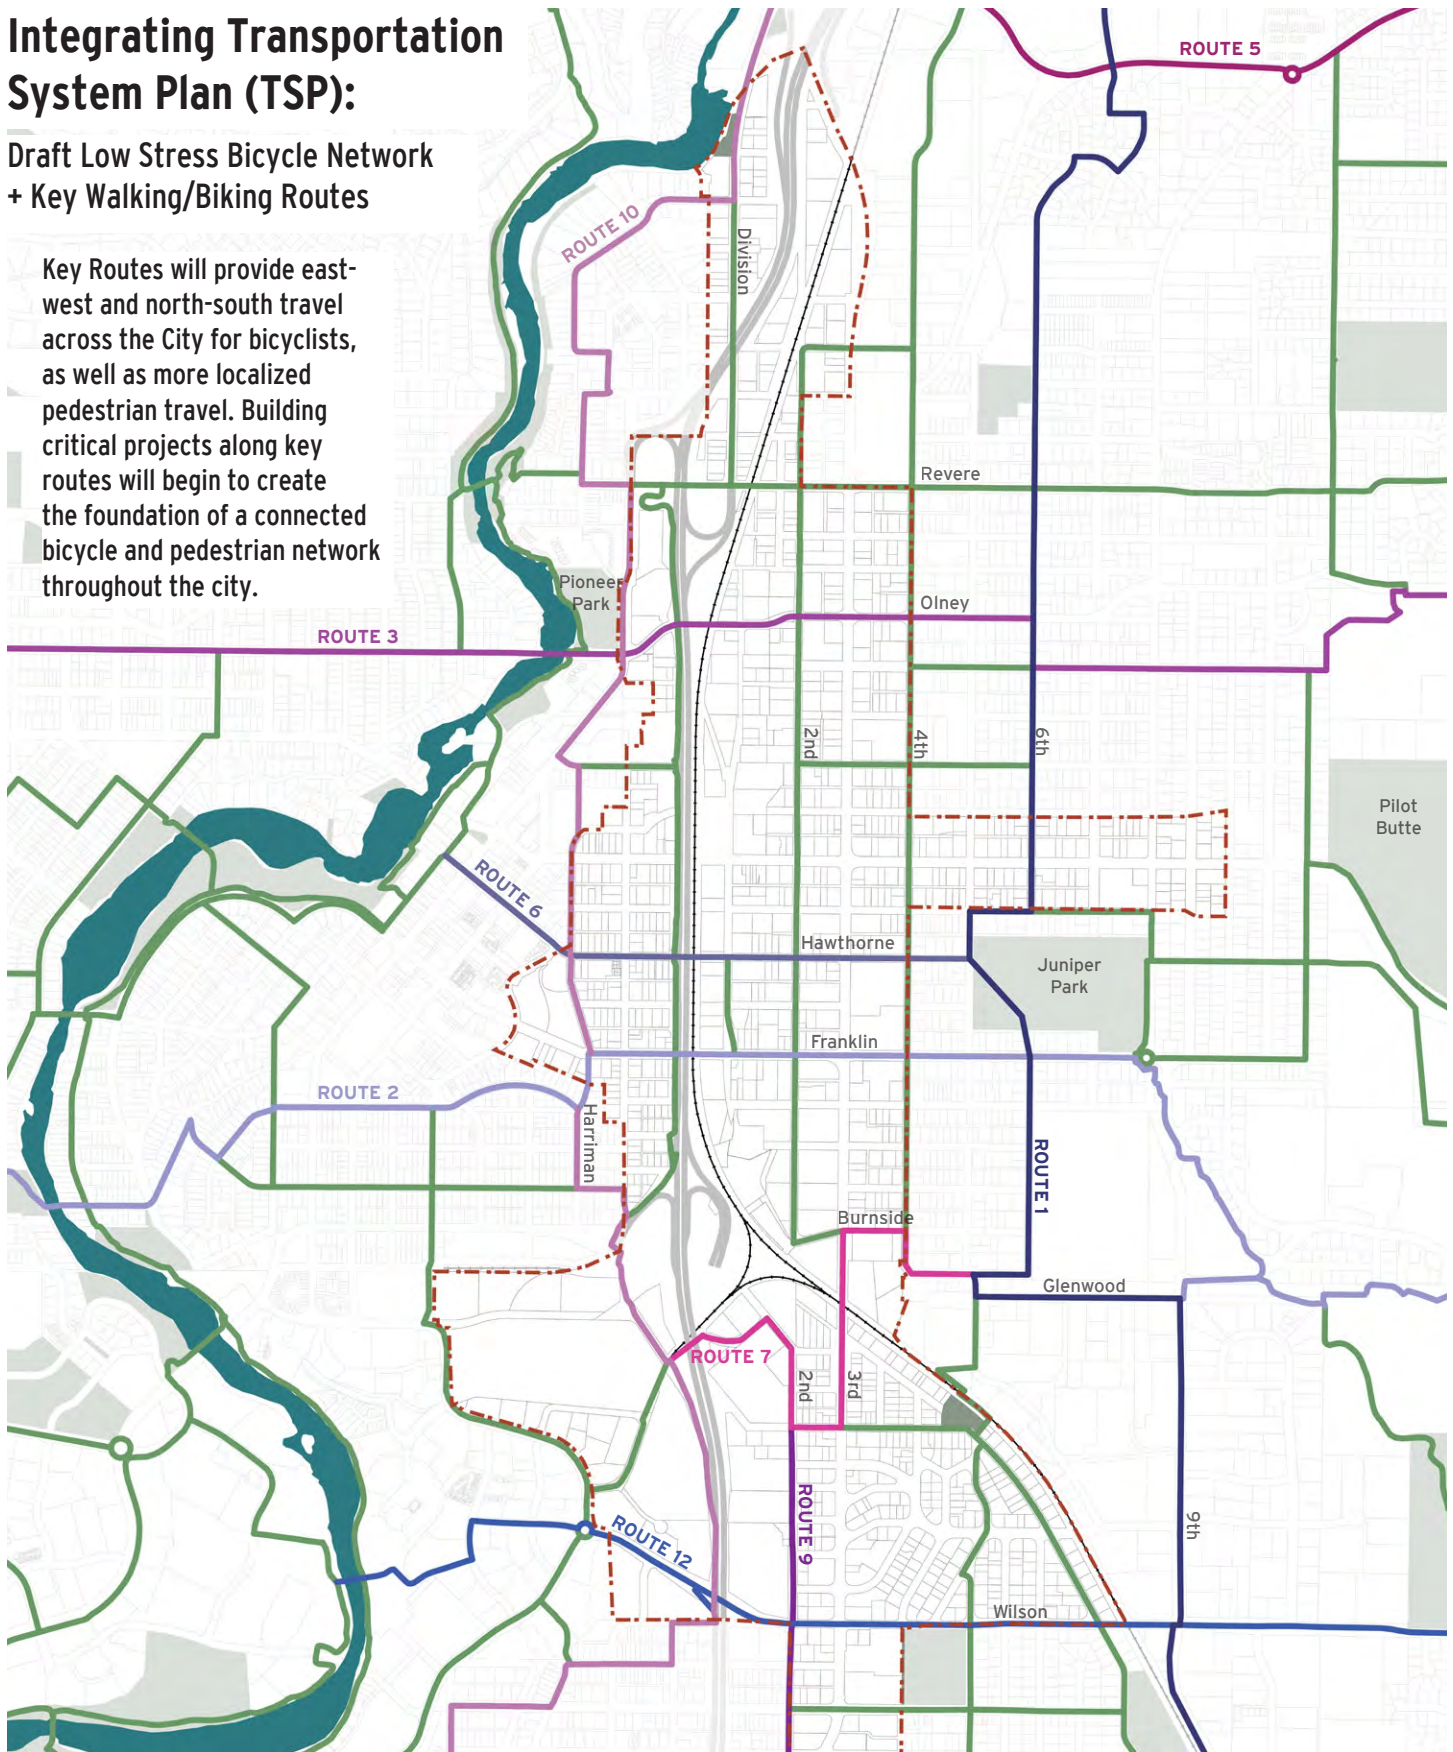 Integrating Transportation
System Plan (TSP):
Draft Low Stress Bicycle Network
+ Key Walking/Biking Routes
Key Routes will provide east-
west and north-south travel
across the City for bicyclists,
as well as more localized
pedestrian travel. Building
critical projects along key
routes will begin to create
the foundation of a connected
bicycle and pedestrian network
throughout the city.
ROUTE 5
ROUTE 10
Division
Revere
Pioneer
Park
Olney
ROUTE 3
2nd
4th
6th
Pilot
Butte
ROUTE 6
Hawthorne
Juniper
Park
Franklin
ROUTE 2
Harriman
ROUTE 1
Burnside
Glenwood
ROUTE 7
2nd
3rd
ROUTE 9
ROUTE 12
9th
Wilson